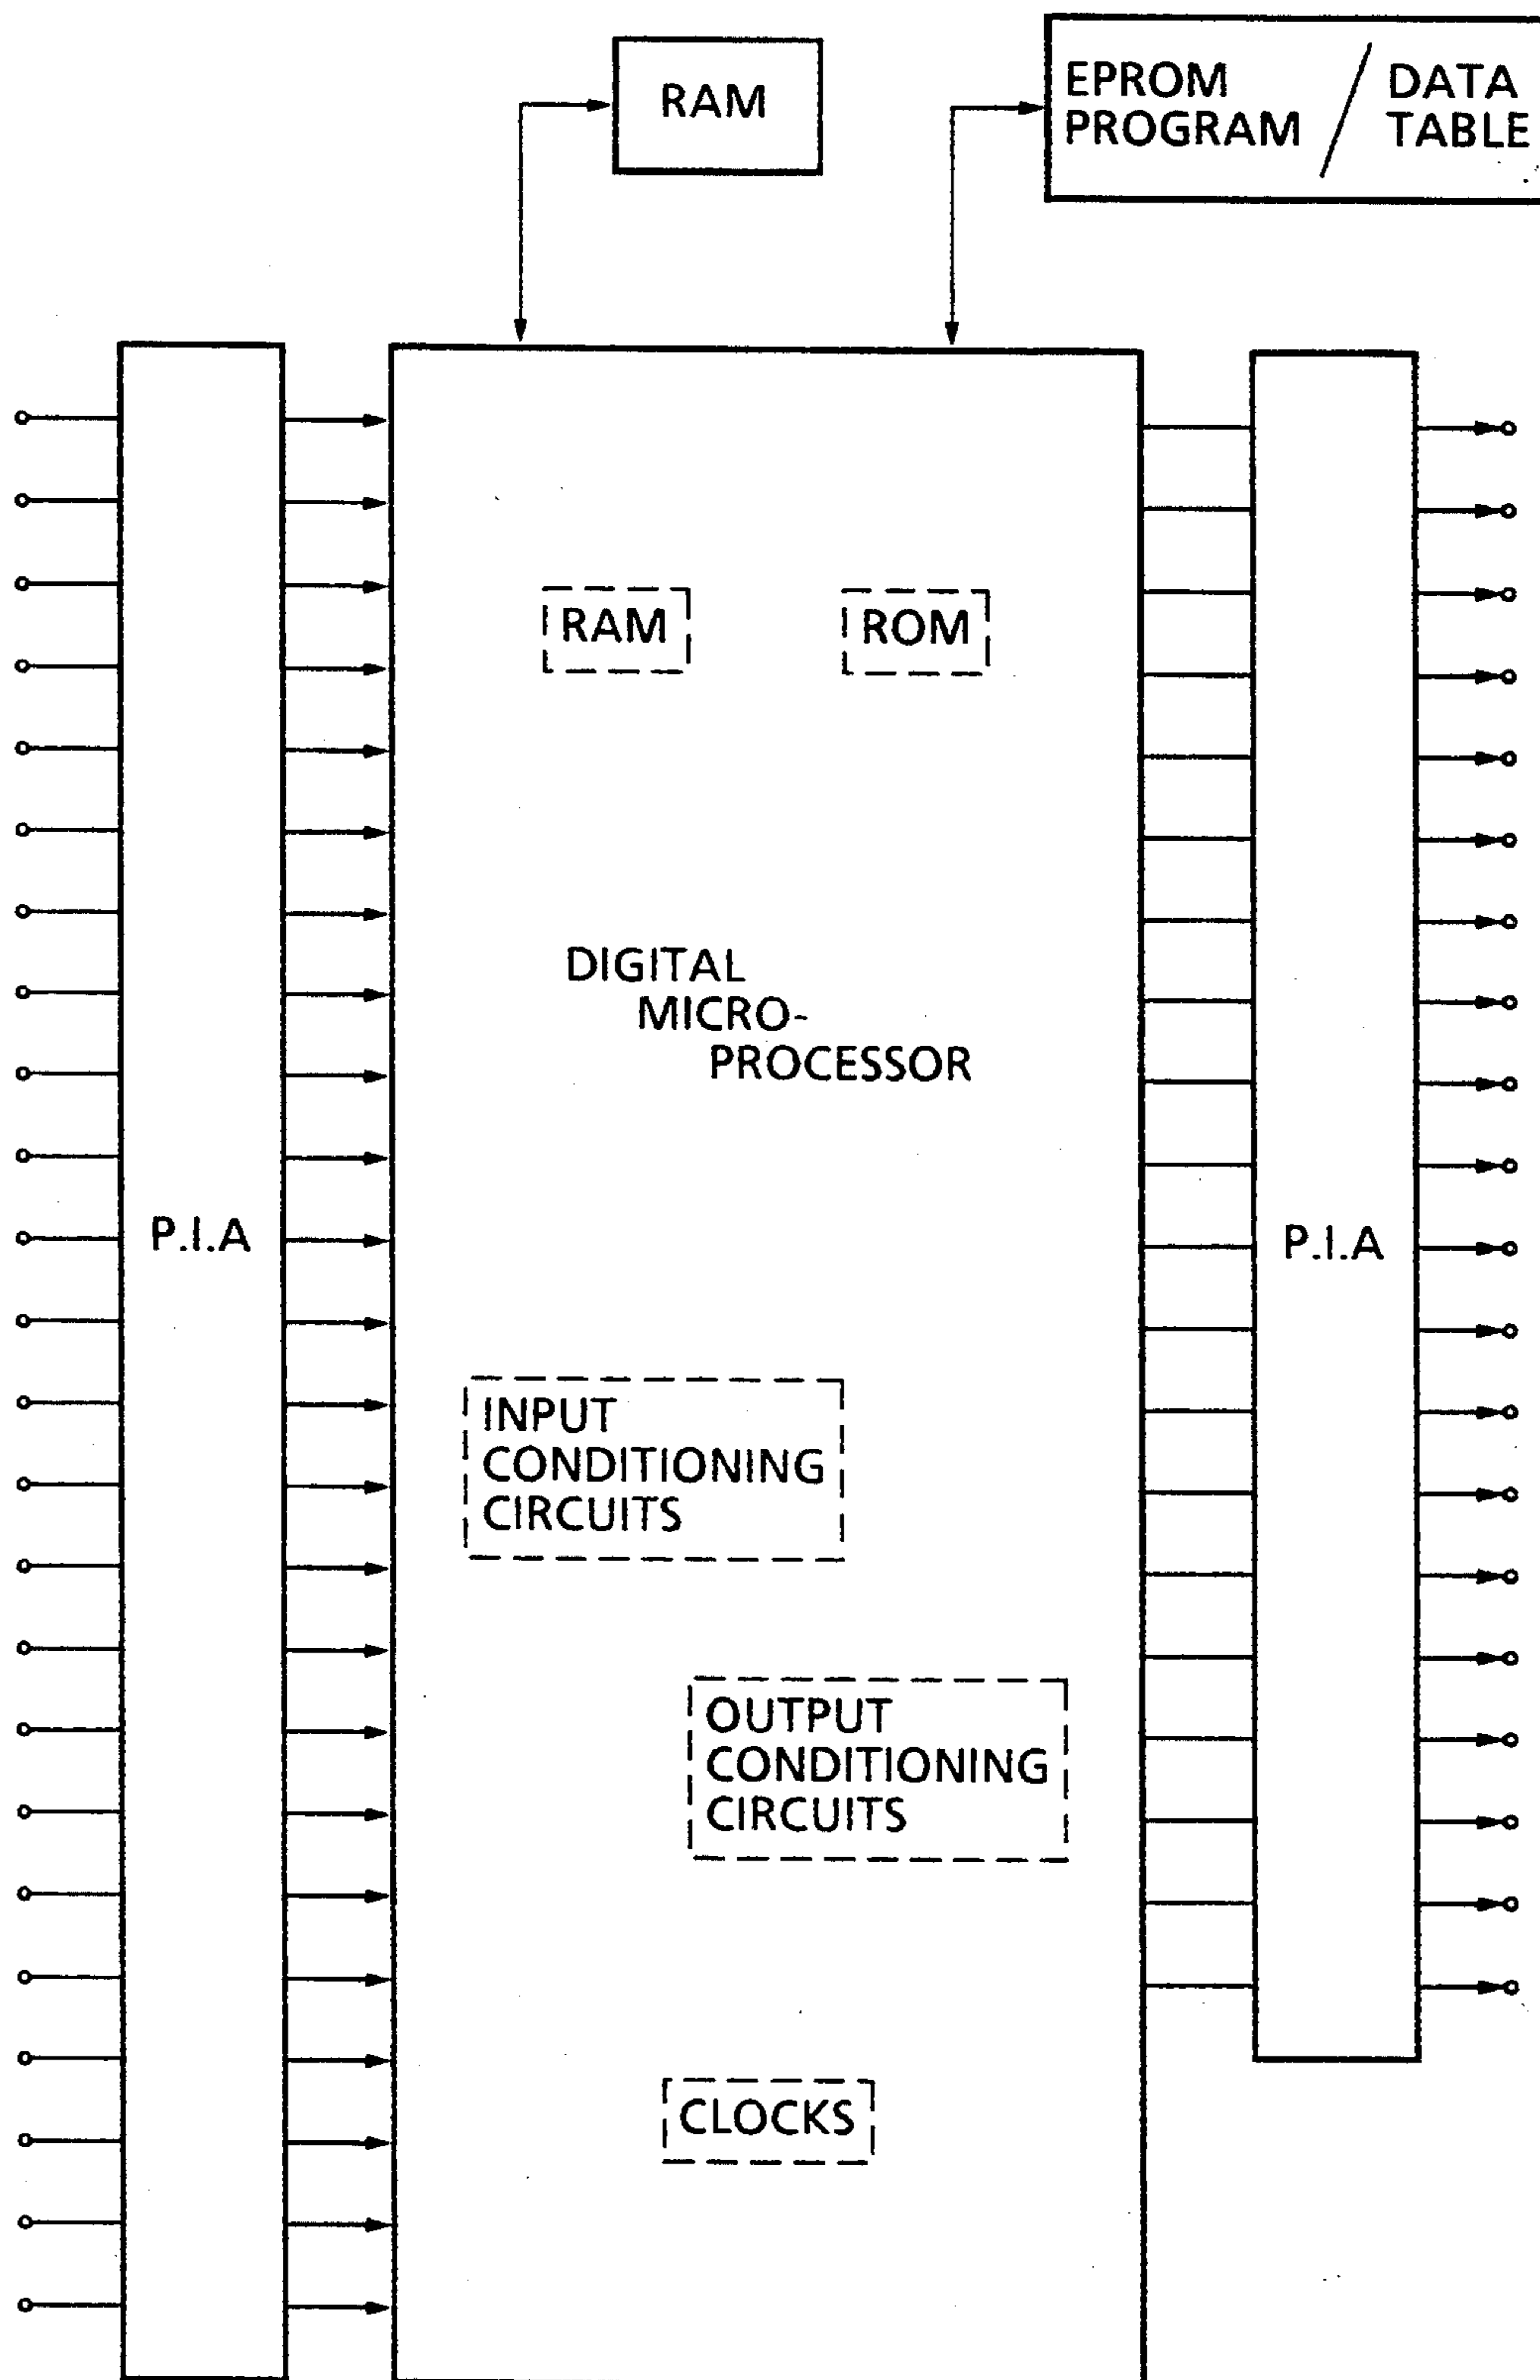 RAM
EPROM
PROGRAM
/
DATA
TABLE
RAM
ROM
DIGITAL
MICRO-
PROCESSOR
P.I.A
P.I.A
INPUT
CONDITIONING
CIRCUITS
OUTPUT
CONDITIONING
CIRCUITS
CLOCKS